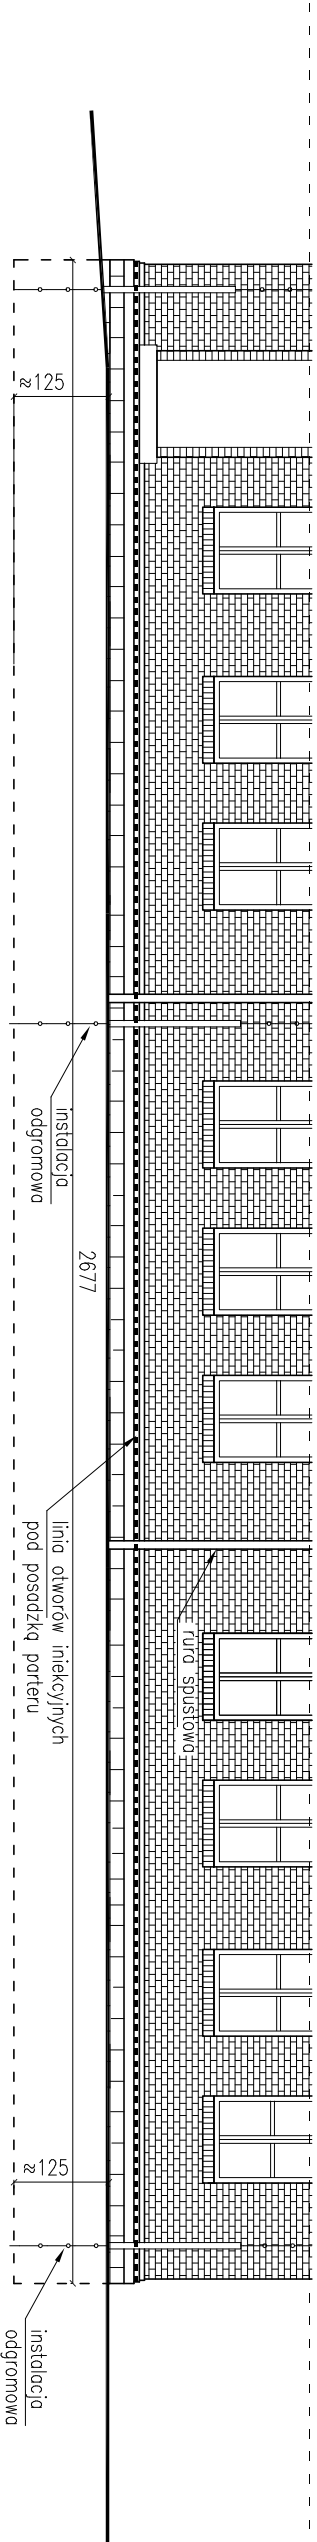 ≈125
instalacja
odgromowa
2677
linia otworów iniekcyjnych
pod posadzką parteru
rura spustowa
≈125
instalacja
odgromowa